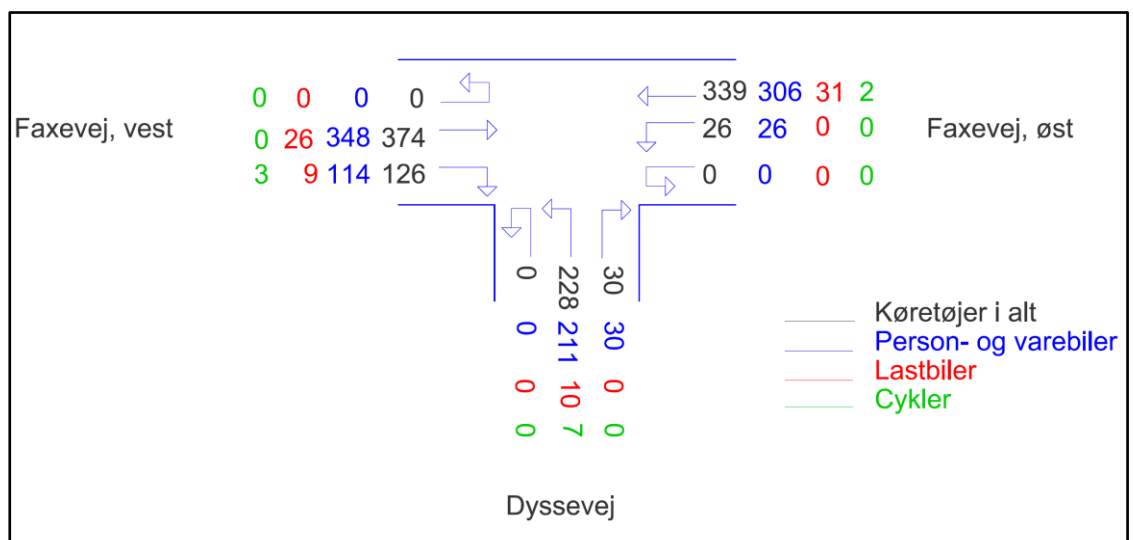 0 0 0 0
339 306 31 2
Faxevej, vest
0 26 348 374
26 26 0 0
Faxevej, øst
3 9 114 126
0 0 0 0
0 228 30
0 211 30
0 10 0
0 7 0
Køretøjer i alt
Person- og varebiler
Lastbiler
Cykler
Dyssevej